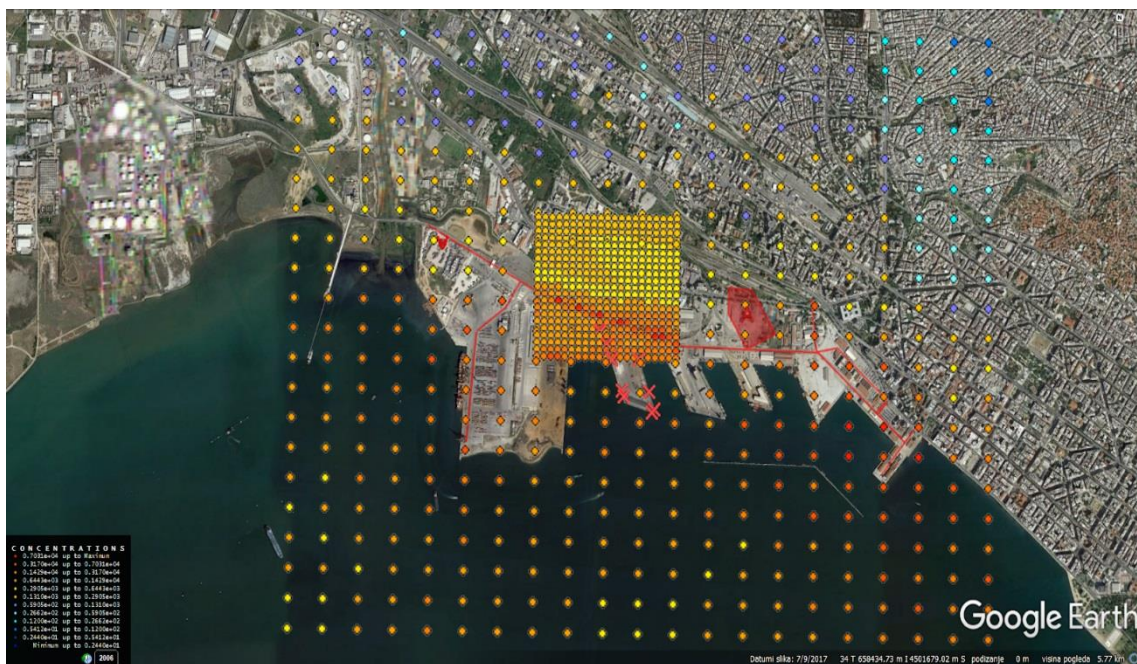 N
CONCENTRATIONS
0.7031e+04 up to Maximum
0.3170e+04 up to 0.7031e+04
0.1429e+04 up to 0.3170e+04
0.6443e+03 up to 0.1429e+04
0.2905e+03 up to 0.6443e+03
0.1310e+03 up to 0.2905e+03
0.5905e+02 up to 0.1310e+03
0.2662e+02 up to 0.5905e+02
0.1200e+02 up to 0.2662e+02
0.5412e+01 up to 0.1200e+02
0.2440e+01 up to 0.5412e+01
Minimum up to 0.2440e+01
2006
Google Earth
Datumi slika: 7/9/2017 34 T 658434.73 m I 4501679.02 m S podizanje 0 m visina pogleda 5.77 km